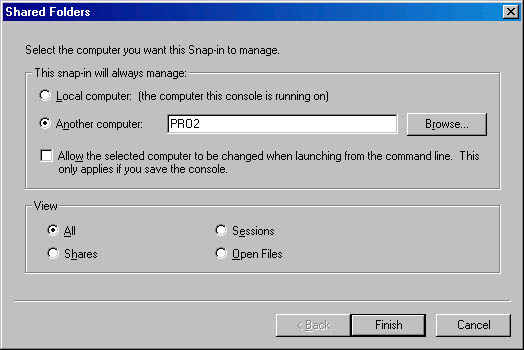 Shared Folders
Select the computer you want this Snap-in to manage.
This snap-in will always manage:
Local computer: (the computer this console is running on)
Another computer: PRO2 Browse...
Allow the selected computer to be changed when launching from the command line. This
only applies if you save the console.
View
All Sessions
Shares Open Files
< Back Finish Cancel